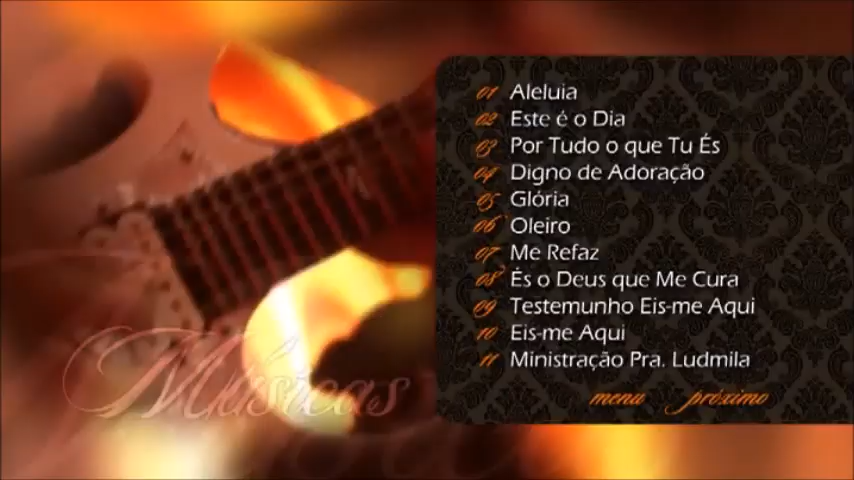 01 Aleluia
02 Este é o Dia
03 Por Tudo o que Tu És
04 Digno de Adoração
05 Glória
06 Oleiro
07 Me Refaz
08 És o Deus que Me Cura
09 Testemunho Eis-me Aqui
10 Eis-me Aqui
11 Ministração Pra. Ludmila
menu próximo
Músicas